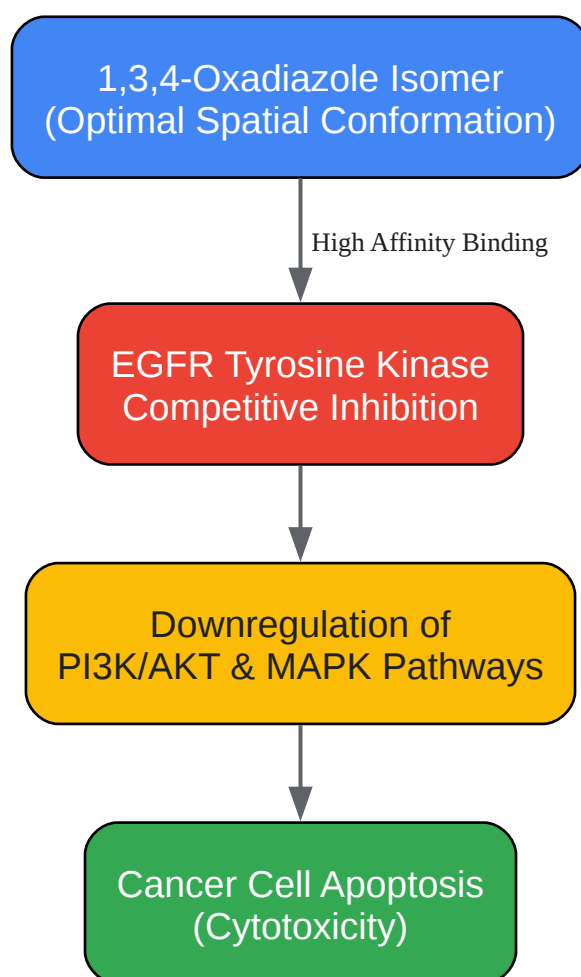 1,3,4-Oxadiazole Isomer
(Optimal Spatial Conformation)
High Affinity Binding
EGFR Tyrosine Kinase
Competitive Inhibition
Downregulation of
PI3K/AKT & MAPK Pathways
Cancer Cell Apoptosis
(Cytotoxicity)